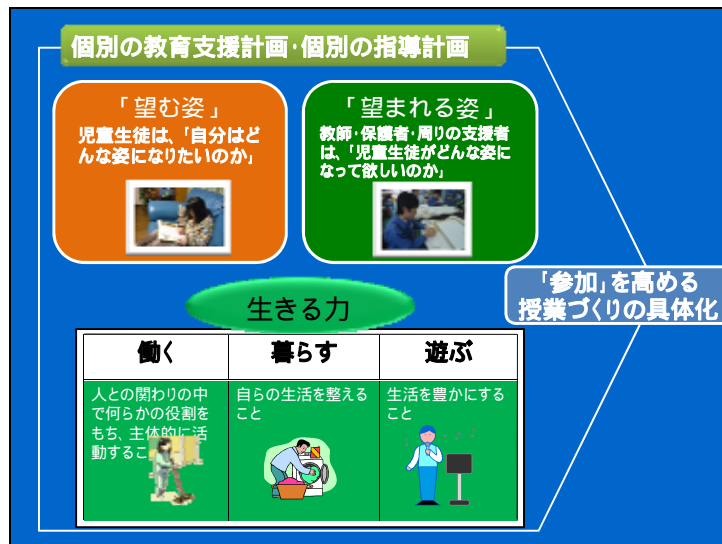 個別の教育支援計画・個別の指導計画
「望む姿」
児童生徒は、「自分はど
んな姿になりたいのか」
「望まれる姿」
教師・保護者・周りの支援者
は、「児童生徒がどんな姿に
なって欲しいのか」
「参加」を高める
授業づくりの具体化
生きる力
働く
暮らす
遊ぶ
人との関わりの中
で何らかの役割を
もち、主体的に活
動するこ
自らの生活を整える
こと
生活を豊かにする
こと